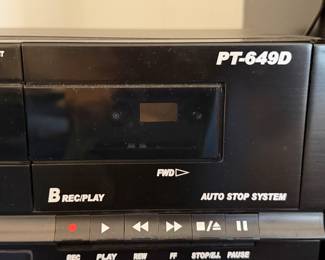 T
PT-649D
FWD
B REC/PLAY
AUTO STOP SYSTEM
REC PLAY REW FF STOP/EJ. PAUSE